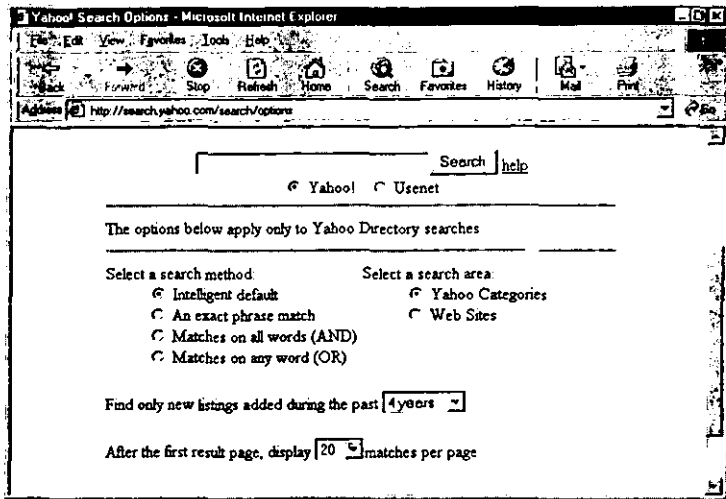 Yahoo! Search Options - Microsoft Internet Explorer
File Edit View Favorites Tools Help
Back Forward Stop Refresh Home Search Favorites History Mail Print
Address http://search.yahoo.com/search/options Go
Search help
Yahoo! Usenet
The options below apply only to Yahoo Directory searches
Select a search method: Select a search area:
Intelligent default Yahoo Categories
An exact phrase match Web Sites
Matches on all words (AND)
Matches on any word (OR)
Find only new listings added during the past 4 years
After the first result page, display 20 matches per page